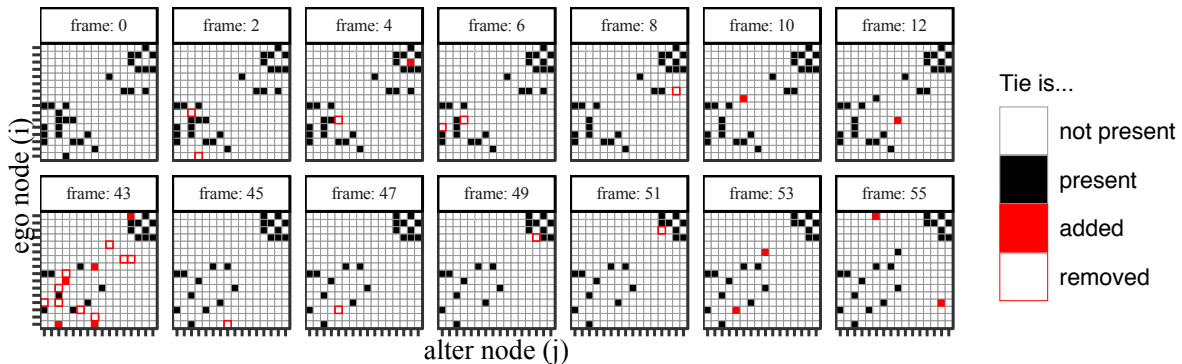 frame: 0
frame: 2
frame: 4
frame: 6
frame: 8
frame: 10
frame: 12
frame: 43
frame: 45
frame: 47
frame: 49
frame: 51
frame: 53
frame: 55
ego node (i)
alter node (j)
Tie is...
not present
present
added
removed